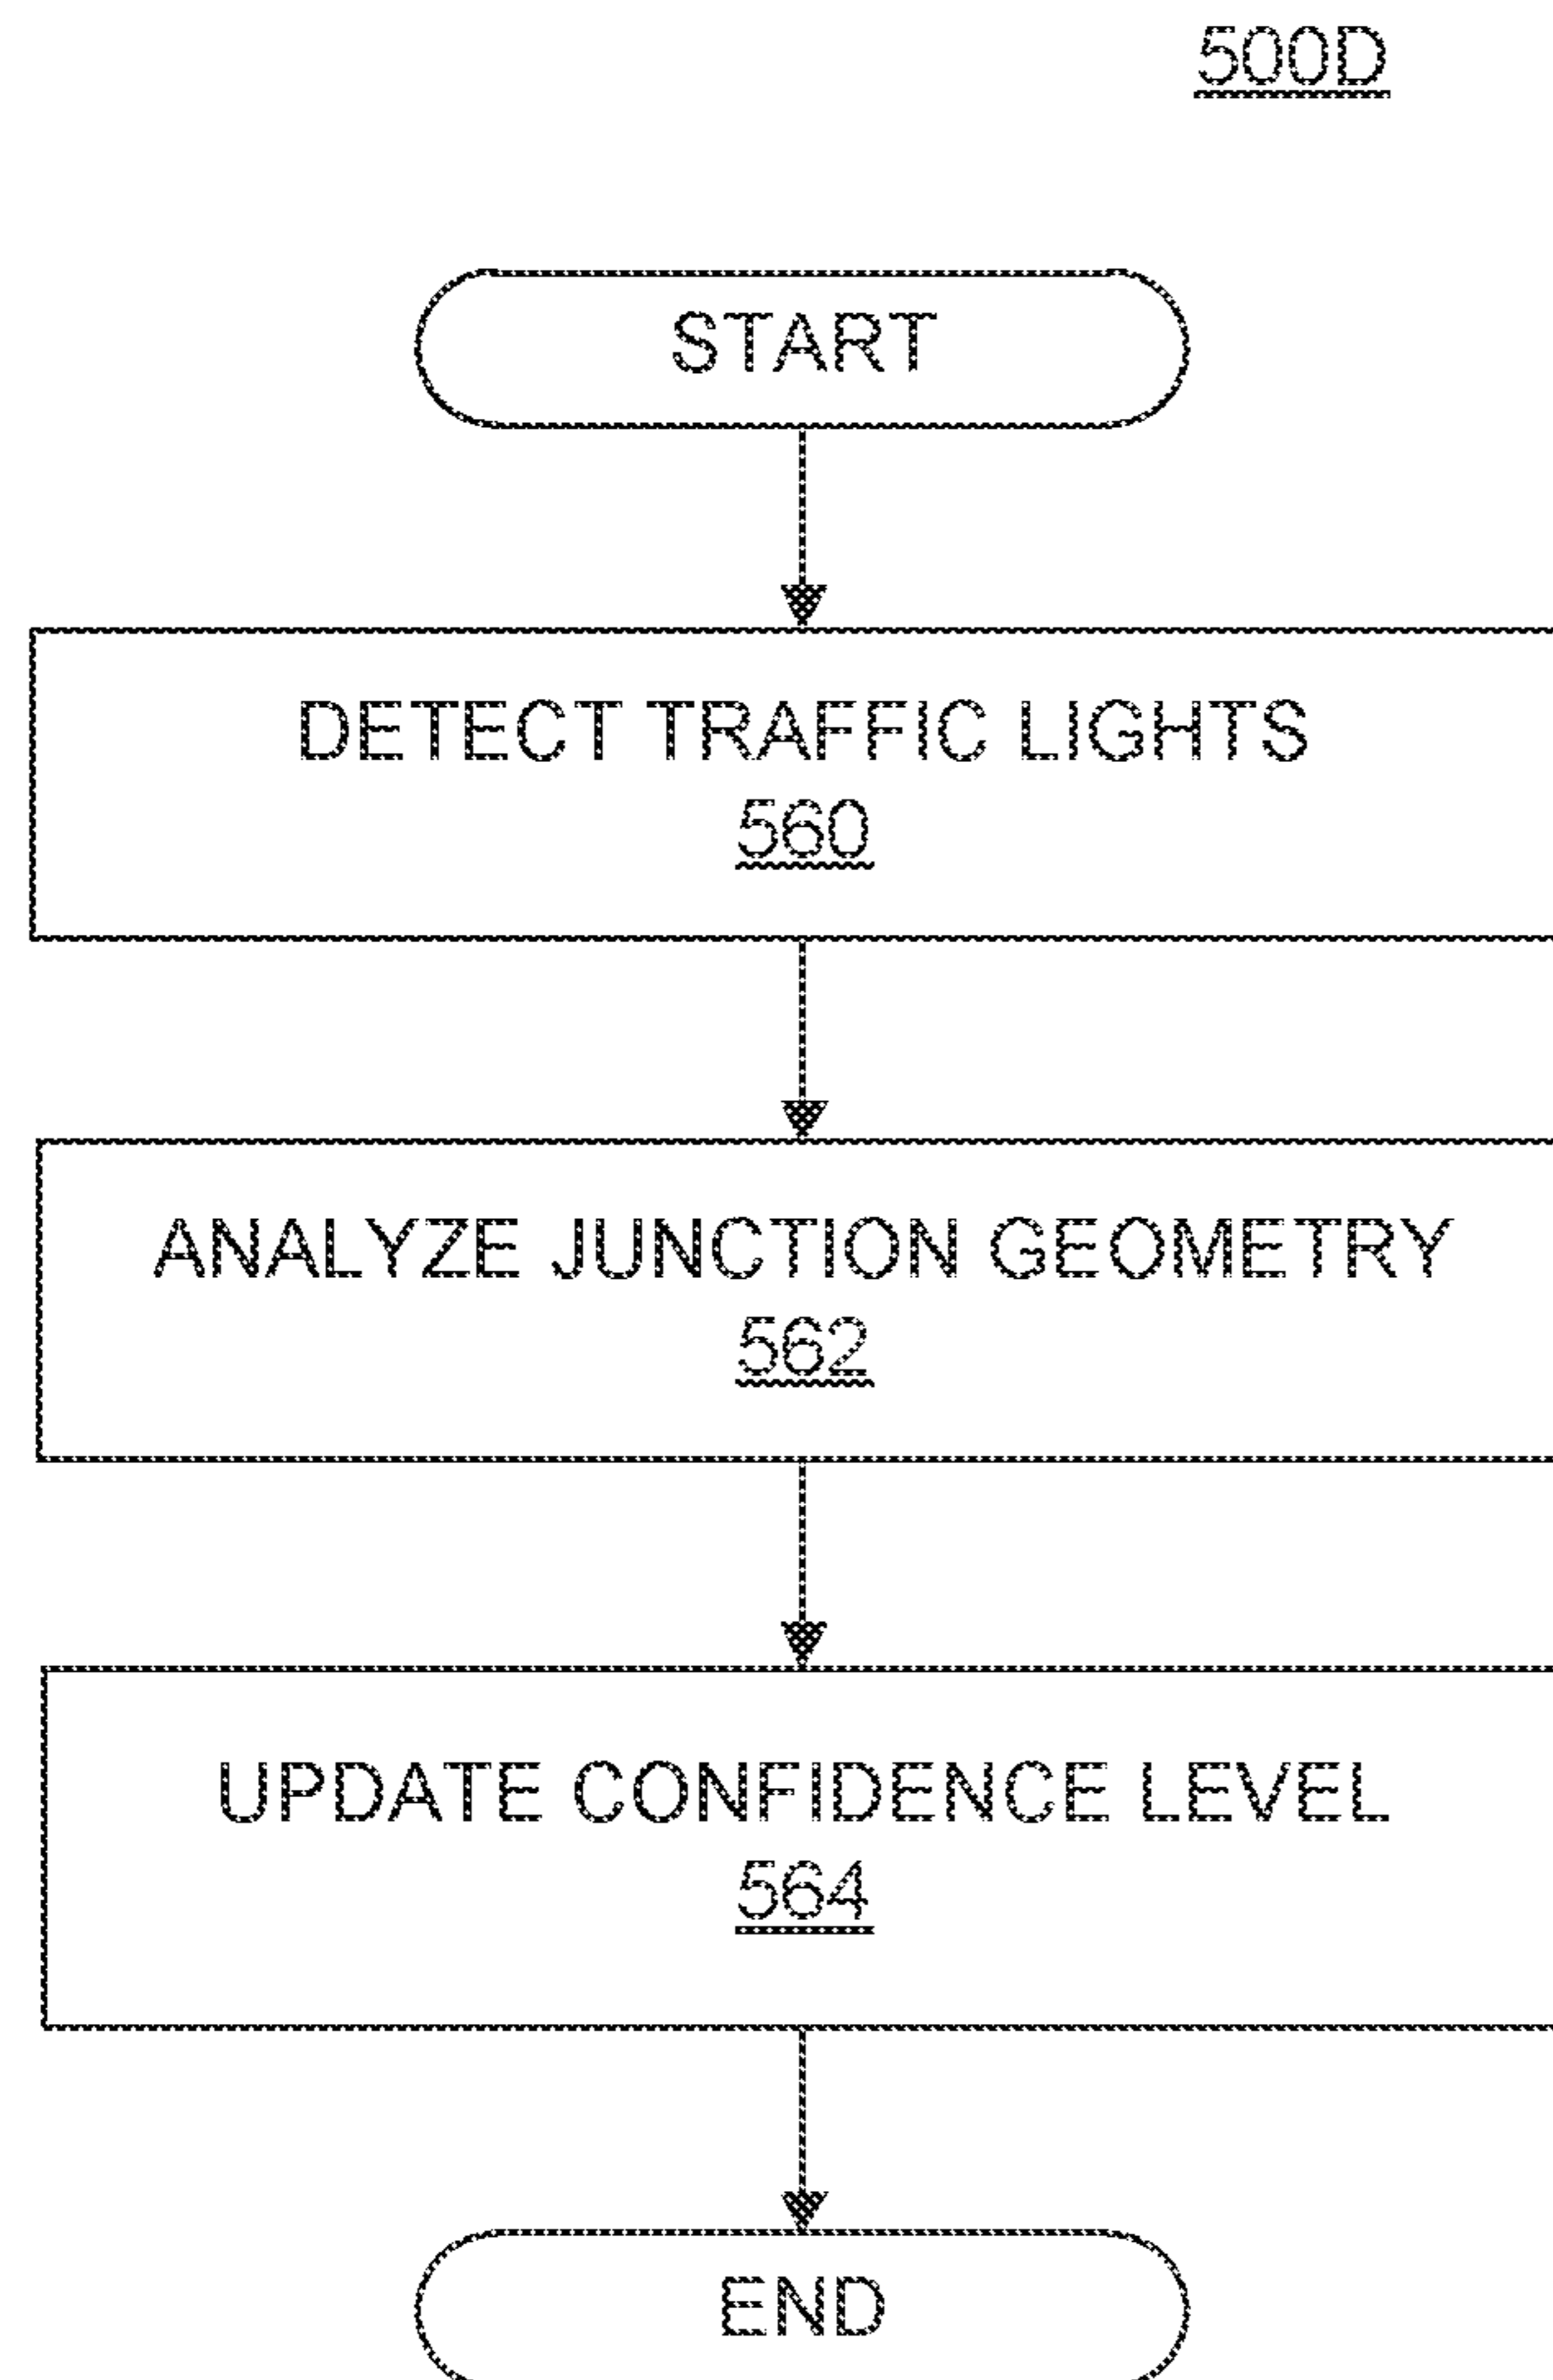 500D
START
DETECT TRAFFIC LIGHTS
560
ANALYZE JUNCTION GEOMETRY
562
UPDATE CONFIDENCE LEVEL
564
END